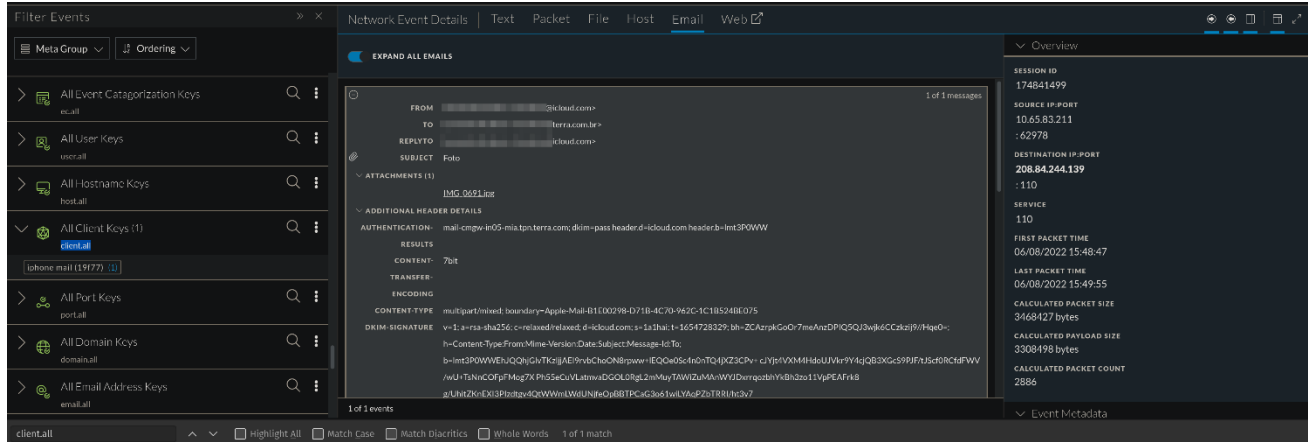 Filter Events
Meta Group
Ordering
All Event Catagorization Keys
ec.all
All User Keys
user.all
All Hostname Keys
host.all
All Client Keys (1)
client.all
iphone mail (19f77) (1)
All Port Keys
port.all
All Domain Keys
domain.all
All Email Address Keys
email.all
Network Event Details Text Packet File Host Email Web
EXPAND ALL EMAILS
1 of 1 messages
FROM @icloud.com>
TO terra.com.br>
REPLYTO icloud.com>
SUBJECT Foto
ATTACHMENTS (1)
IMG_0691.jpg
ADDITIONAL HEADER DETAILS
AUTHENTICATION-RESULTS mail-cmgw-in05-mia.tpn.terra.com; dkim=pass header.d=icloud.com header.b=lmt3P0WW
CONTENT-TRANSFER-ENCODING 7bit
CONTENT-TYPE multipart/mixed; boundary=Apple-Mail-B1E00298-D71B-4C70-962C-1C1B524BE075
DKIM-SIGNATURE v=1; a=rsa-sha256; c=relaxed/relaxed; d=icloud.com; s=1a1hai; t=1654728329;
h=Content-Type:From:Mime-Version:Date:Subject:Message-Id:To;
1 of 1 events
Overview
SESSION ID
174841499
SOURCE IP:PORT
10.65.83.211
: 62978
DESTINATION IP:PORT
208.84.244.139
: 110
SERVICE
110
FIRST PACKET TIME
06/08/2022 15:48:47
LAST PACKET TIME
06/08/2022 15:49:55
CALCULATED PACKET SIZE
3468427 bytes
CALCULATED PAYLOAD SIZE
3308498 bytes
CALCULATED PACKET COUNT
2886
Event Metadata
client.all Highlight All Match Case Match Diacritics Whole Words 1 of 1 match